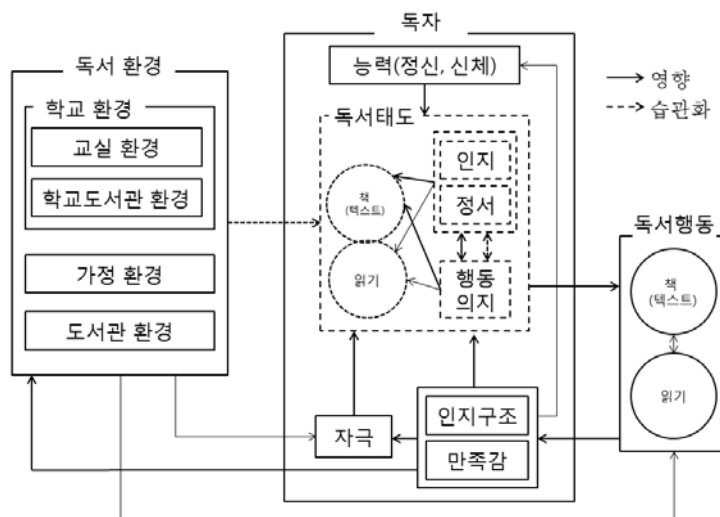 독서 환경
학교 환경
교실 환경
학교도서관 환경
가정 환경
도서관 환경
독자
능력(정신, 신체)
독서태도
인지
정서
책
(텍스트)
읽기
행동
의지
자극
인지구조
만족감
영향
습관화
독서행동
책
(텍스트)
읽기